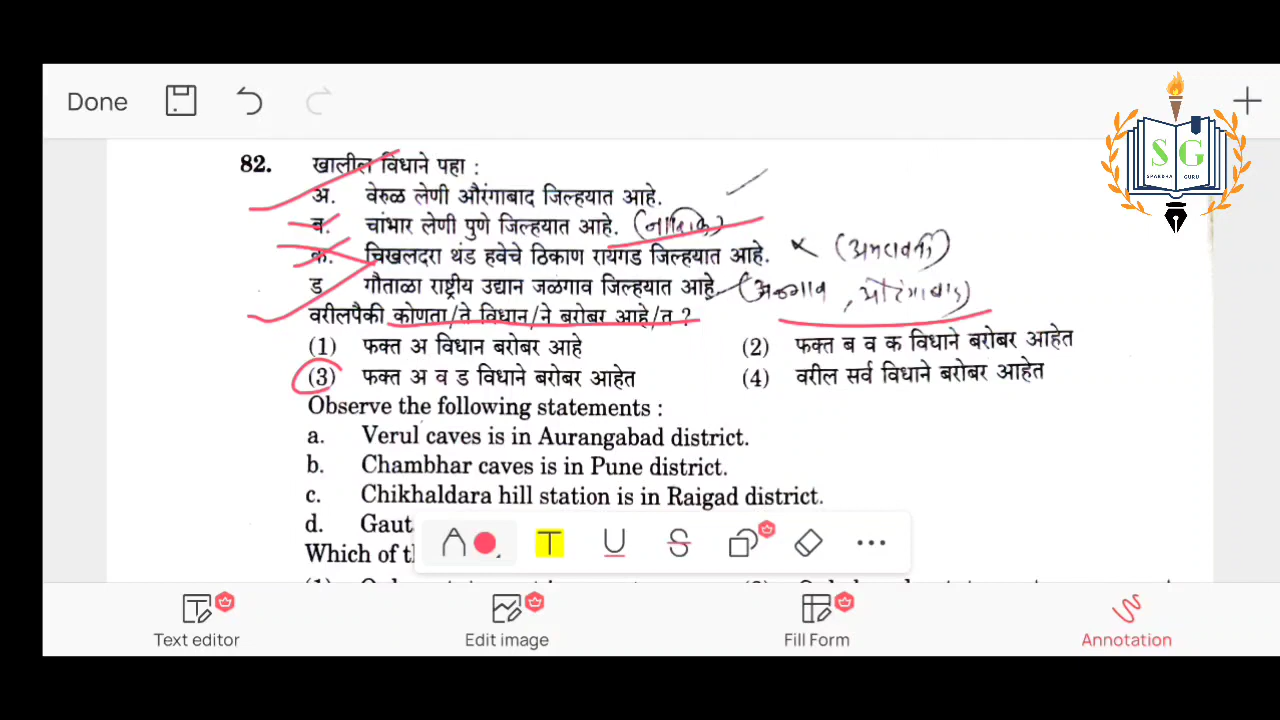 Done
82. खालील विधाने पहा :
अ. वेरुळ लेणी औरंगाबाद जिल्हयात आहे.
ब. चांभार लेणी पुणे जिल्हयात आहे. (नाशिक)
क. चिखलदरा थंड हवेचे ठिकाण रायगड जिल्हयात आहे. × (अमरावती)
ड गौताळा राष्ट्रीय उद्यान जळगाव जिल्हयात आहे. (जळगाव, औरंगाबाद)
वरीलपैकी कोणता/ते विधान/ने बरोबर आहे/त ?
(1) फक्त अ विधान बरोबर आहे (2) फक्त ब व क विधाने बरोबर आहेत
(3) फक्त अ व ड विधाने बरोबर आहेत (4) वरील सर्व विधाने बरोबर आहेत
Observe the following statements :
a. Verul caves is in Aurangabad district.
b. Chambhar caves is in Pune district.
c. Chikhaldara hill station is in Raigad district.
d. Gaut
Which of th
Text editor Edit image Fill Form Annotation
SG
SPARDHA GURU